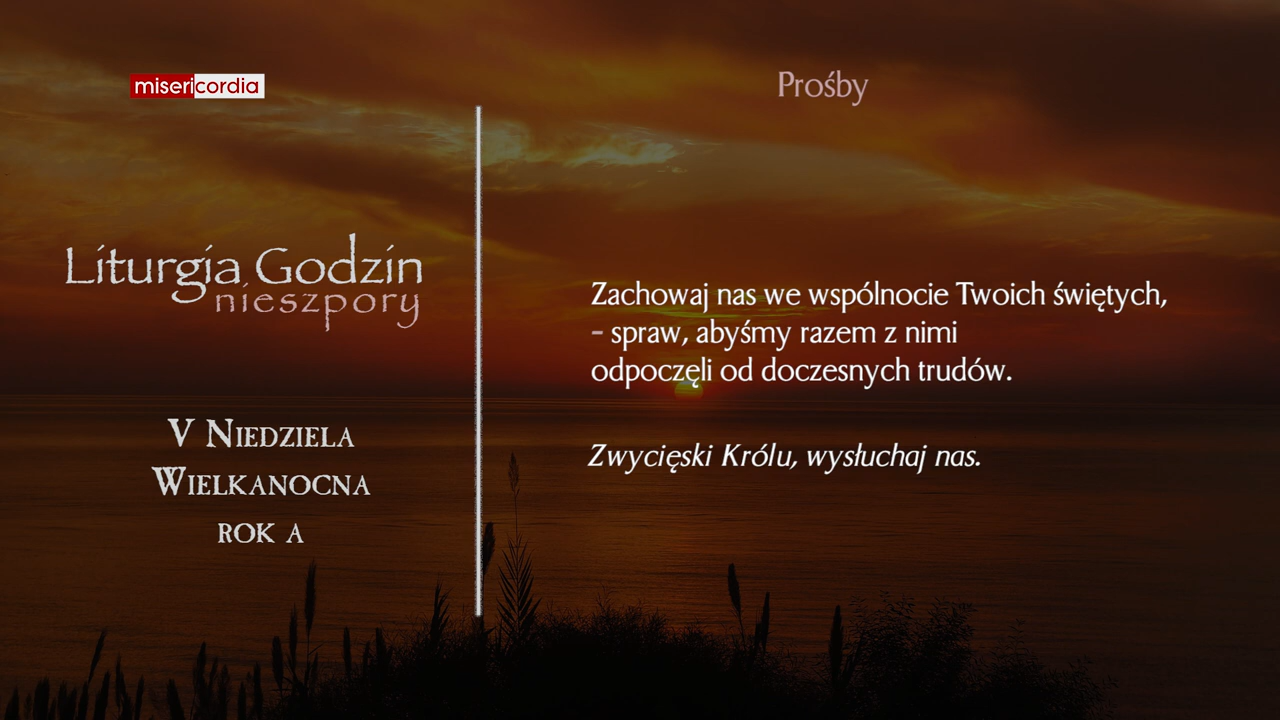 misericordia
Prośby
Liturgia Godzin
nieszpory
V Niedziela
Wielkanocna
rok a
Zachowaj nas we wspólnocie Twoich świętych,
- spraw, abyśmy razem z nimi
odpoczęli od doczesnych trudów.
Zwycięski Królu, wysłuchaj nas.